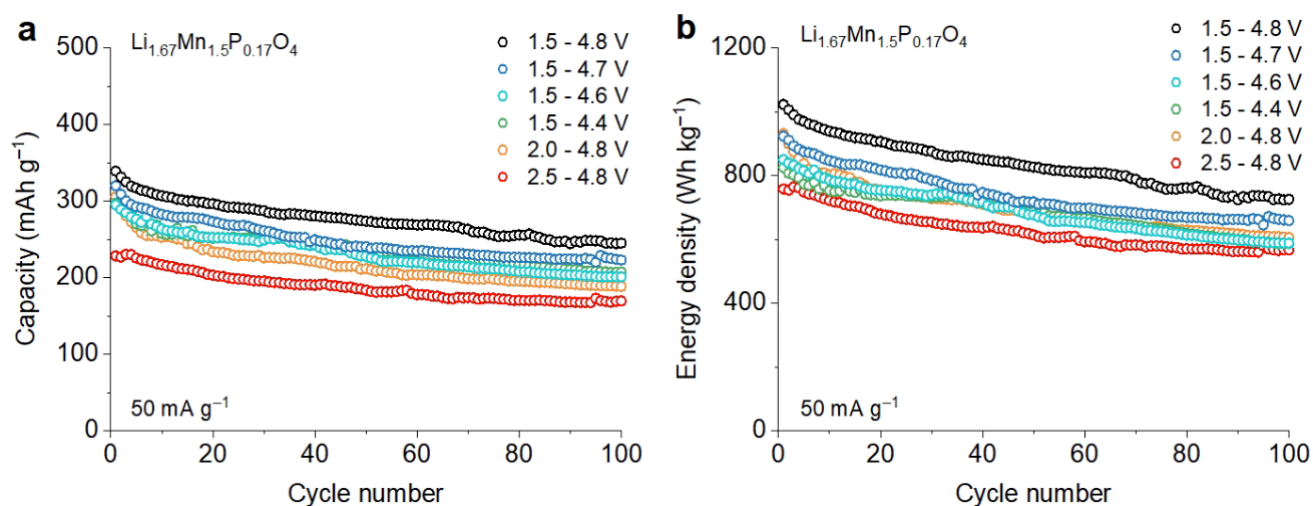 a
Li₁.₆₇Mn₁.₅P₀.₁₇O₄
1.5 - 4.8 V
1.5 - 4.7 V
1.5 - 4.6 V
1.5 - 4.4 V
2.0 - 4.8 V
2.5 - 4.8 V
500
400
300
200
100
0
Capacity (mAh g⁻¹)
50 mA g⁻¹
0 20 40 60 80 100
Cycle number
b
Li₁.₆₇Mn₁.₅P₀.₁₇O₄
1.5 - 4.8 V
1.5 - 4.7 V
1.5 - 4.6 V
1.5 - 4.4 V
2.0 - 4.8 V
2.5 - 4.8 V
1200
800
400
0
Energy density (Wh kg⁻¹)
50 mA g⁻¹
0 20 40 60 80 100
Cycle number